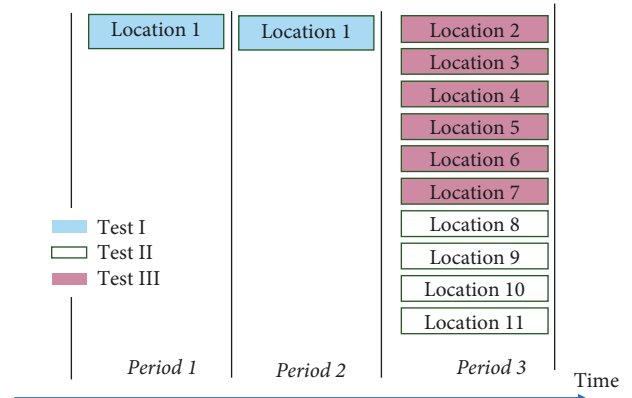 Location 1
Location 1
Location 2
Location 3
Location 4
Location 5
Location 6
Location 7
Location 8
Location 9
Location 10
Location 11
Test I
Test II
Test III
Period 1
Period 2
Period 3
Time